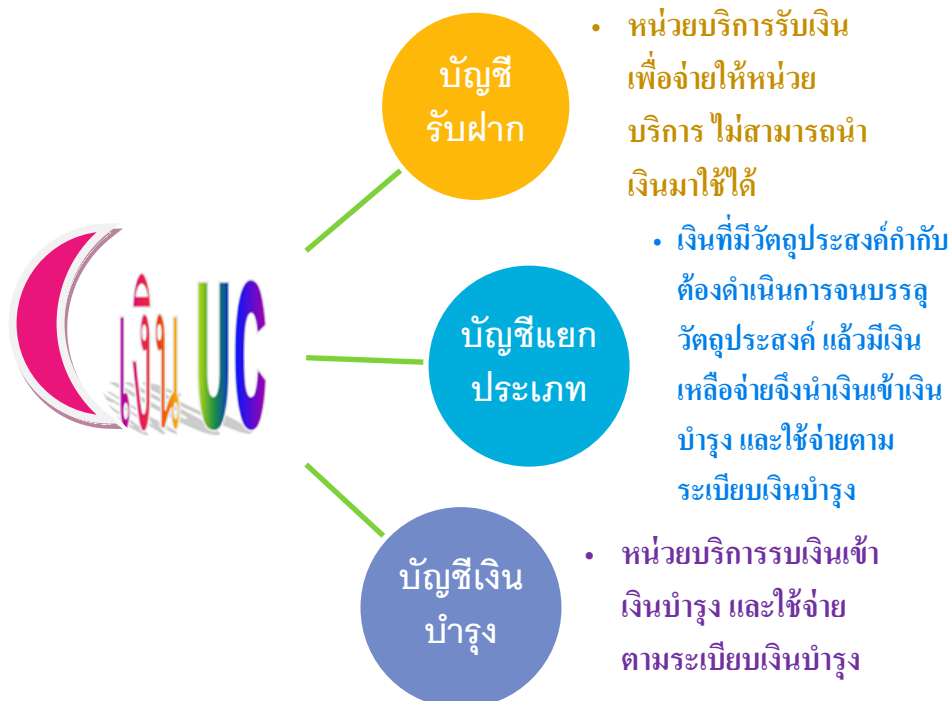 เงิน UC
บัญชี
รับฝาก
• หน่วยบริการรับเงิน
เพื่อจ่ายให้หน่วย
บริการ ไม่สามารถนำ
เงินมาใช้ได้
บัญชีแยก
ประเภท
• เงินที่มีวัตถุประสงค์กำกับ
ต้องดำเนินการจนบรรลุ
วัตถุประสงค์ แล้วมีเงิน
เหลือจ่ายจึงนำเงินเข้าเงิน
บำรุง และใช้จ่ายตาม
ระเบียบเงินบำรุง
บัญชีเงิน
บำรุง
• หน่วยบริการรบเงินเข้า
เงินบำรุง และใช้จ่าย
ตามระเบียบเงินบำรุง